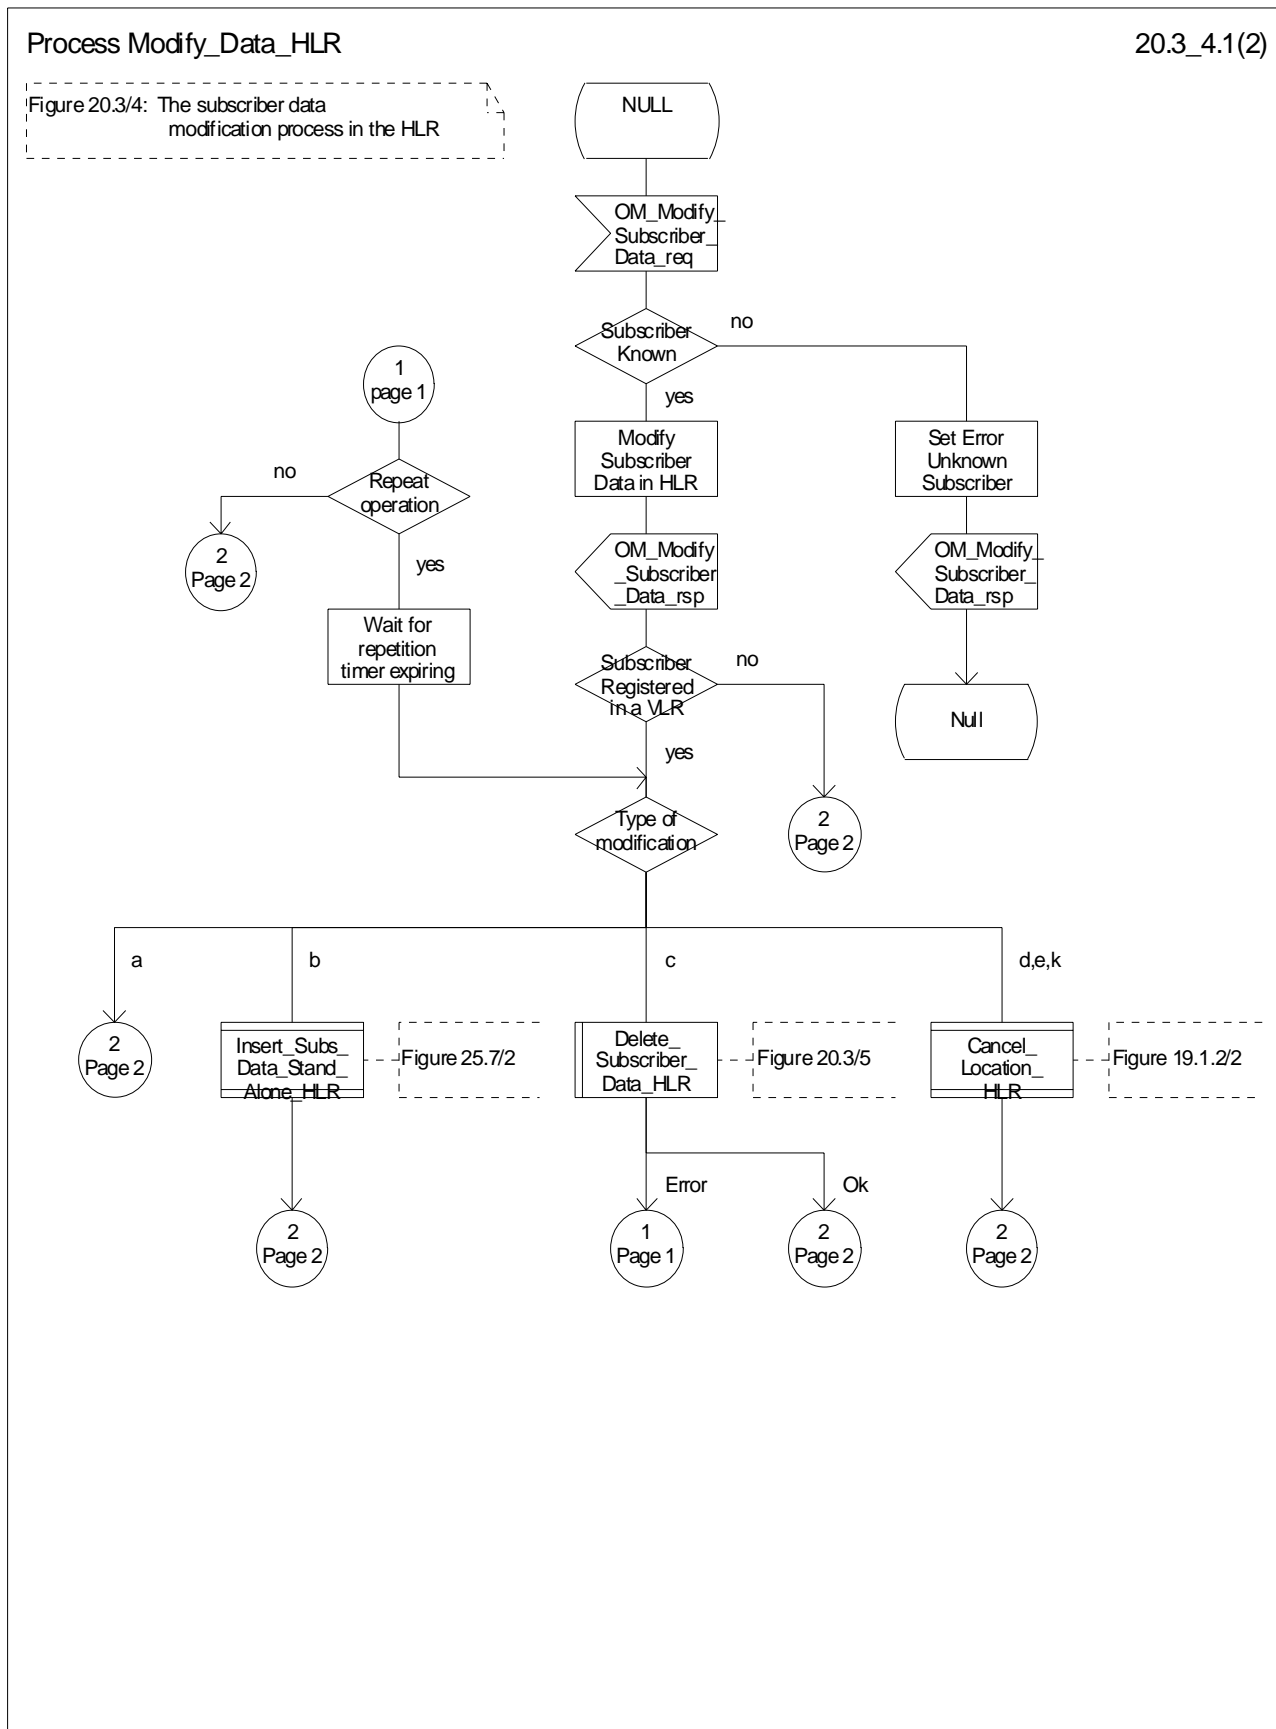 Process Modify_Data_HLR
20.3_4.1(2)
Figure 20.3/4: The subscriber data
modification process in the HLR
NULL
OM_Modify_
Subscriber_
Data_req
Subscriber
Known
no
yes
1
page 1
Modify
Subscriber
Data in HLR
Set Error
Unknown
Subscriber
Repeat
operation
no
yes
2
Page 2
OM_Modify
_Subscriber
_Data_rsp
OM_Modify_
Subscriber_
Data_rsp
Wait for
repetition
timer expiring
Subscriber
Registered
in a VLR
no
yes
Null
2
Page 2
Type of
modification
a
b
c
d,e,k
2
Page 2
Insert_Subs_
Data_Stand_
Alone_HLR
Figure 25.7/2
Delete_
Subscriber_
Data_HLR
Figure 20.3/5
Cancel_
Location_
HLR
Figure 19.1.2/2
Error
Ok
2
Page 2
1
Page 1
2
Page 2
2
Page 2